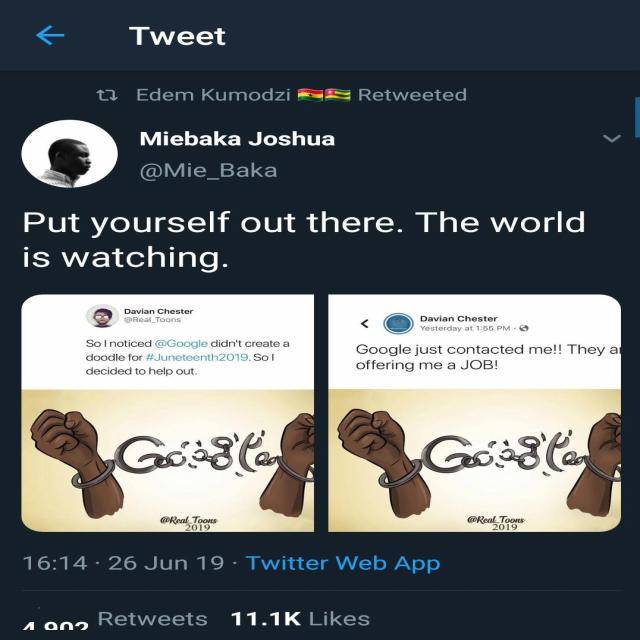 Tweet
Edem Kumodzi 🇬🇭🇹🇬 Retweeted
Miebaka Joshua
@Mie_Baka
Put yourself out there. The world
is watching.
Davian Chester
@Real_Toons
So I noticed @Google didn't create a
doodle for #Juneteenth2019. So I
decided to help out.
Google
@Real_Toons
2019
Davian Chester
Yesterday at 1:55 PM ·
Google just contacted me!! They ar
offering me a JOB!
Google
@Real_Toons
2019
16:14 · 26 Jun 19 · Twitter Web App
4,902 Retweets 11.1K Likes